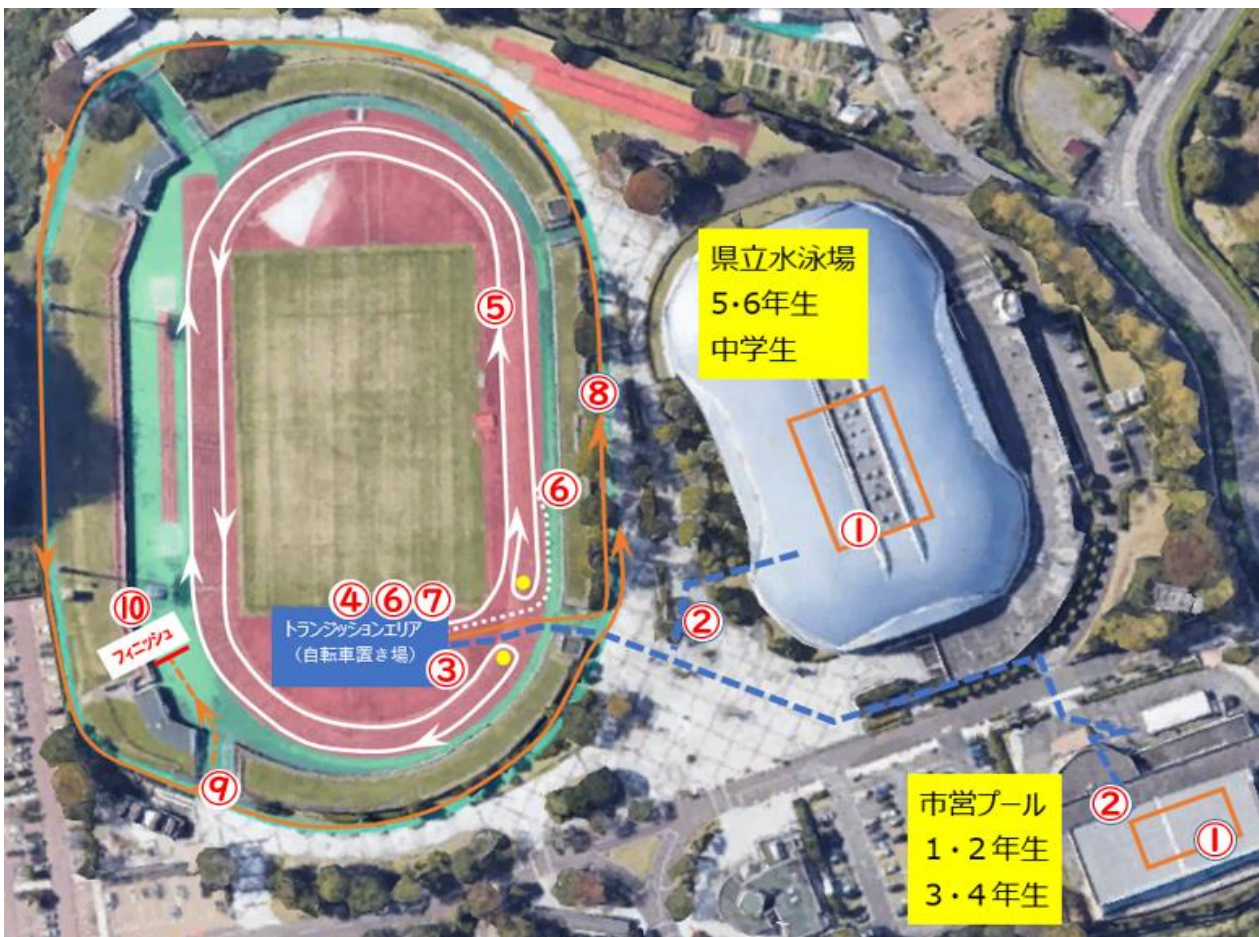 県立水泳場
5・6年生
中学生
⑤
⑧
⑥
①
④⑥⑦
トランジッションエリア
(自転車置き場)
③
②
⑩
フィニッシュ
⑨
市営プール
1・2年生
3・4年生
②
①